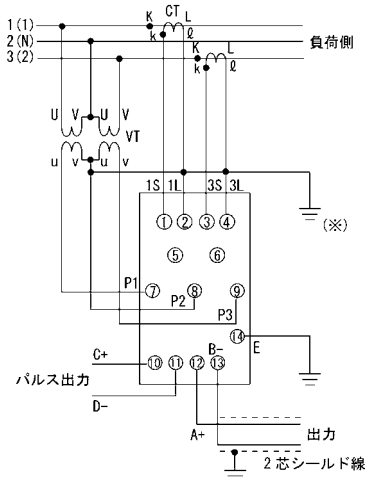 CT
1(1) K L
2(N) k ℓ
3(2) K L
k ℓ
負荷側
U V U V
VT
u v u v
1S 1L 3S 3L
① ② ③ ④
(※)
⑤ ⑥
P1 ⑦ P2 ⑧ P3 ⑨
⑭ E
C+ ⑩ ⑪ ⑫ B- ⑬
パルス出力
D-
A+
出力
2芯シールド線